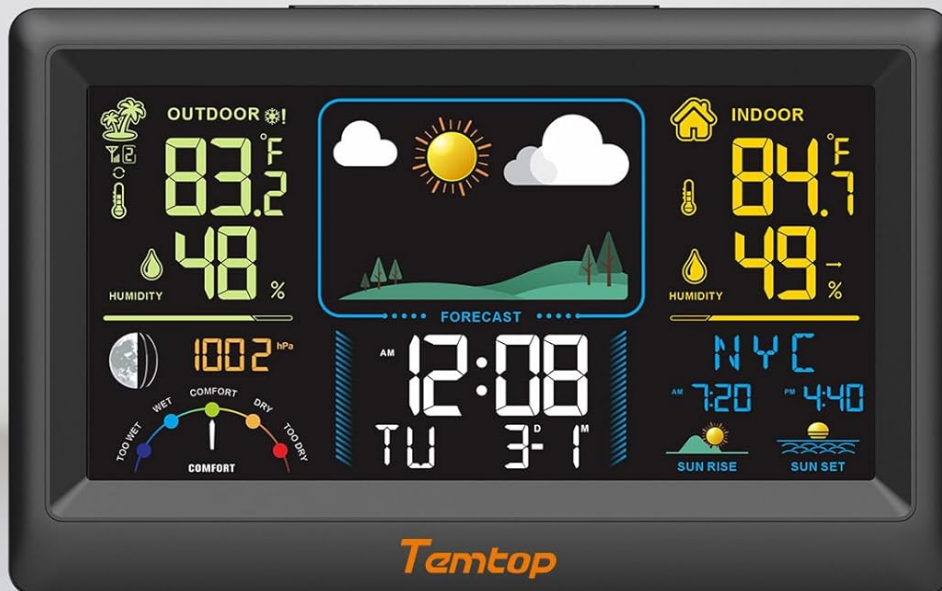 OUTDOOR !
2
83.2 °F
48 %
HUMIDITY
FORECAST
INDOOR
84.7 °F
49 %
HUMIDITY
1002 hPa
TOO WET
WET
COMFORT
DRY
TOO DRY
COMFORT
AM 12:08
TU 3-1 D M
NYC
AM 7:20 PM 4:40
SUN RISE SUN SET
Temtop